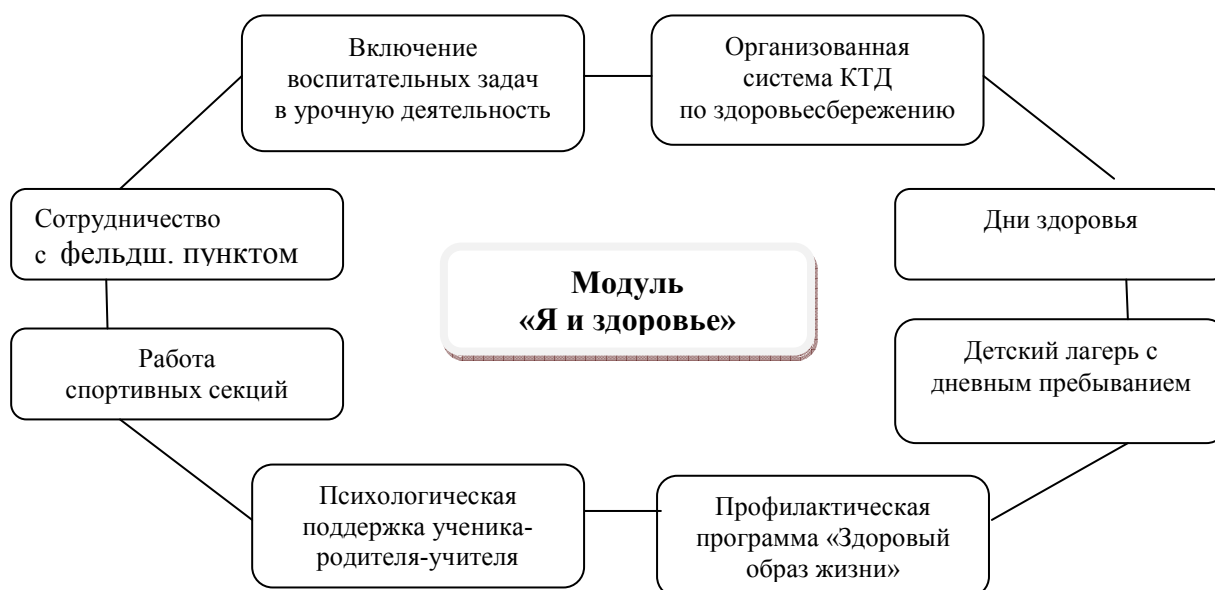 Включение
воспитательных задач
в урочную деятельность
Организованная
система КТД
по здоровьесбережению
Сотрудничество
с фельдш. пунктом
Дни здоровья
Модуль
«Я и здоровье»
Работа
спортивных секций
Детский лагерь с
дневным пребыванием
Психологическая
поддержка ученика-
родителя-учителя
Профилактическая
программа «Здоровый
образ жизни»